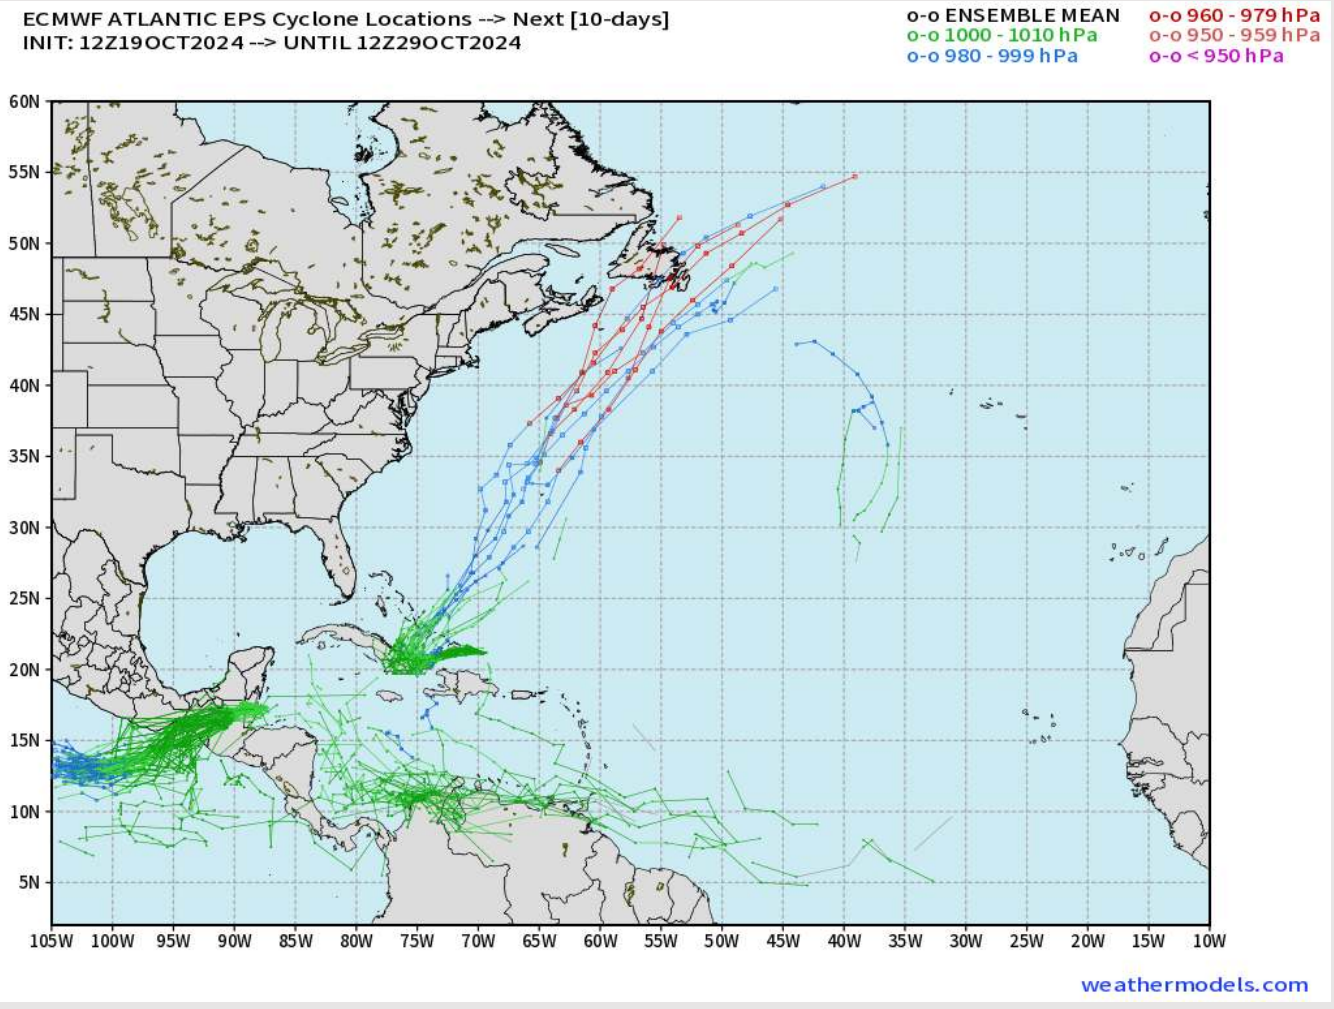 ECMWF ATLANTIC EPS Cyclone Locations --> Next [10-days]
INIT: 12Z19OCT2024 --> UNTIL 12Z29OCT2024
o-o ENSEMBLE MEAN
o-o 1000 - 1010 hPa
o-o 980 - 999 hPa
o-o 960 - 979 hPa
o-o 950 - 959 hPa
o-o < 950 hPa
60N
55N
50N
45N
40N
35N
30N
25N
20N
15N
10N
5N
105W 100W 95W 90W 85W 80W 75W 70W 65W 60W 55W 50W 45W 40W 35W 30W 25W 20W 15W 10W
weathermodels.com